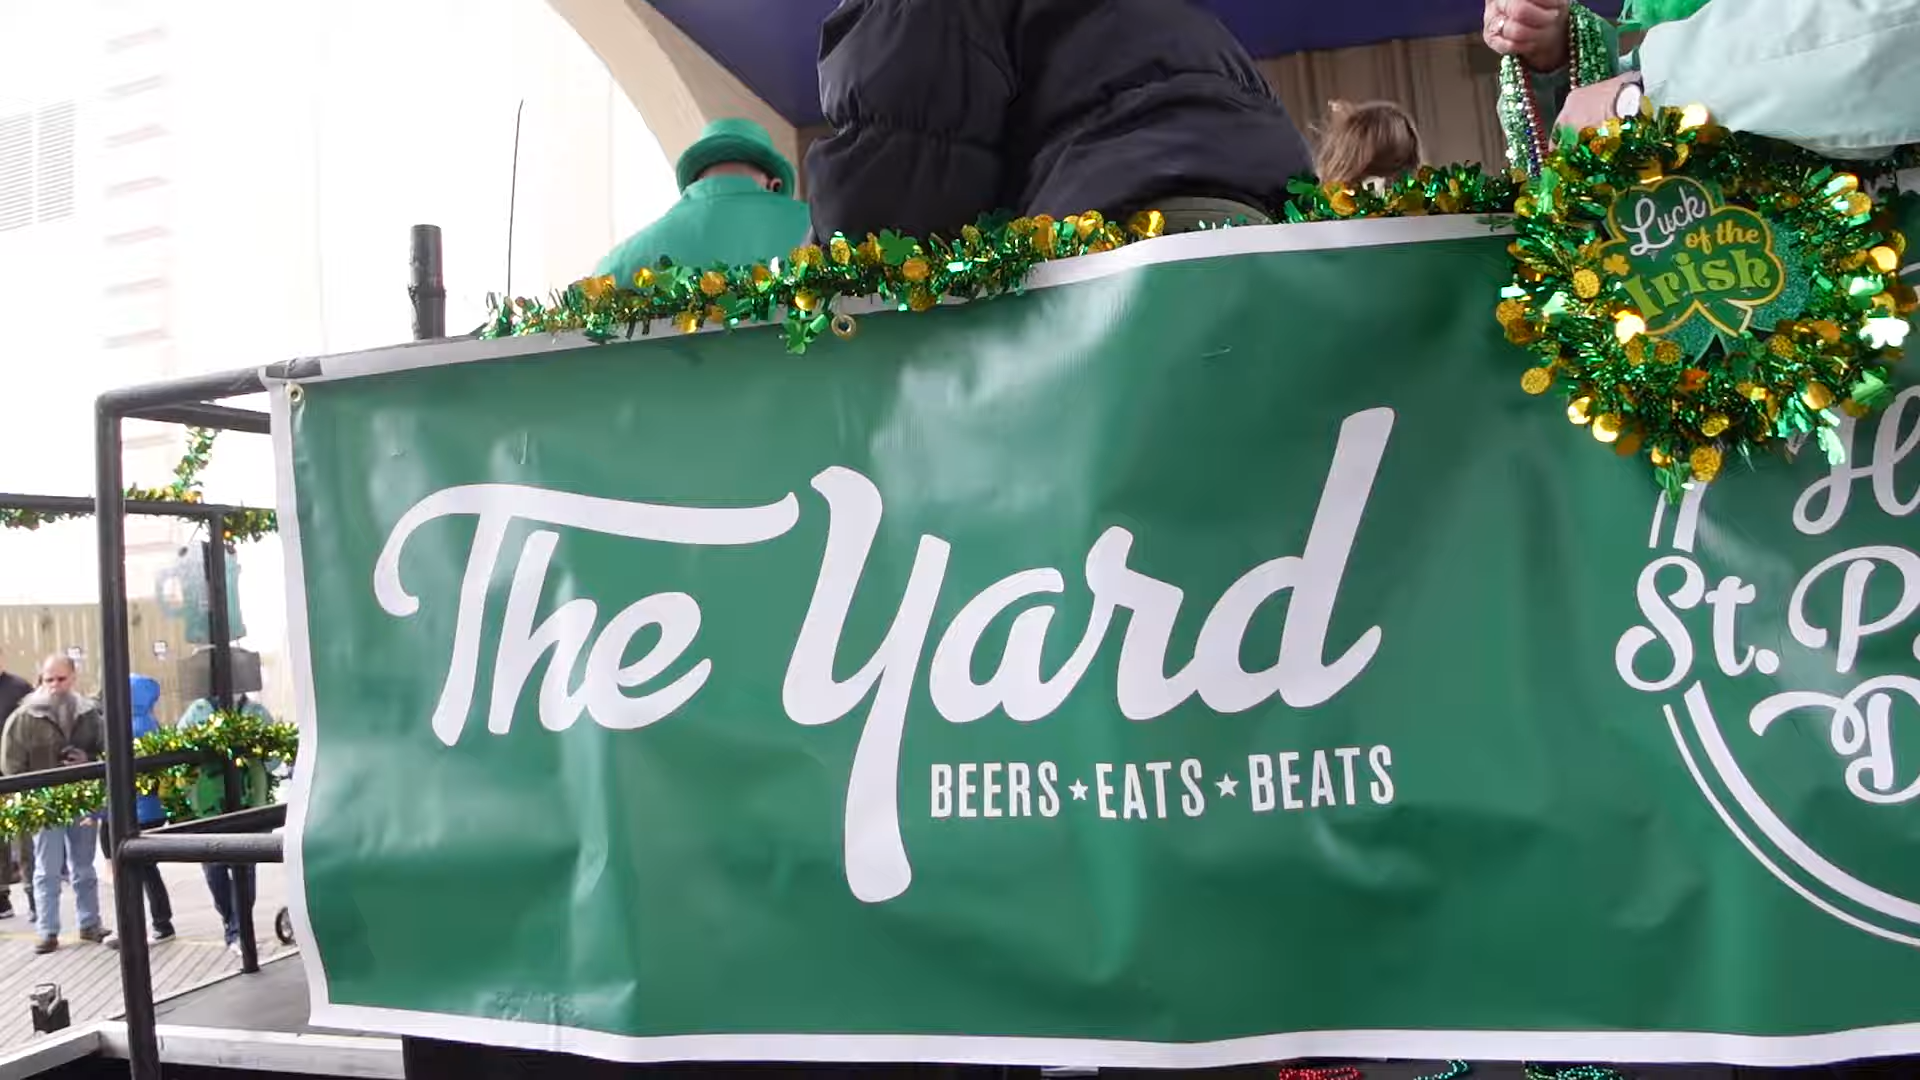 Luck
of the
Irish
The Yard
BEERS★EATS★BEATS
St.